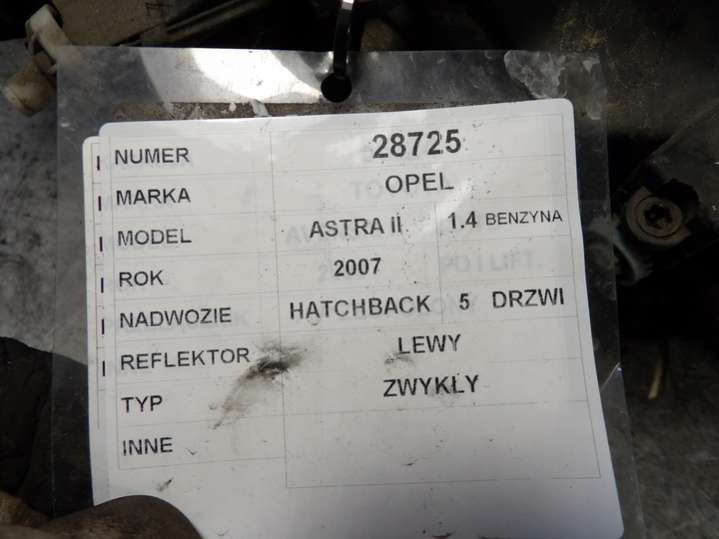 NUMER 28725
MARKA OPEL
MODEL ASTRA II 1.4 BENZYNA
ROK 2007
NADWOZIE HATCHBACK 5 DRZWI
REFLEKTOR LEWY
TYP ZWYKŁY
INNE